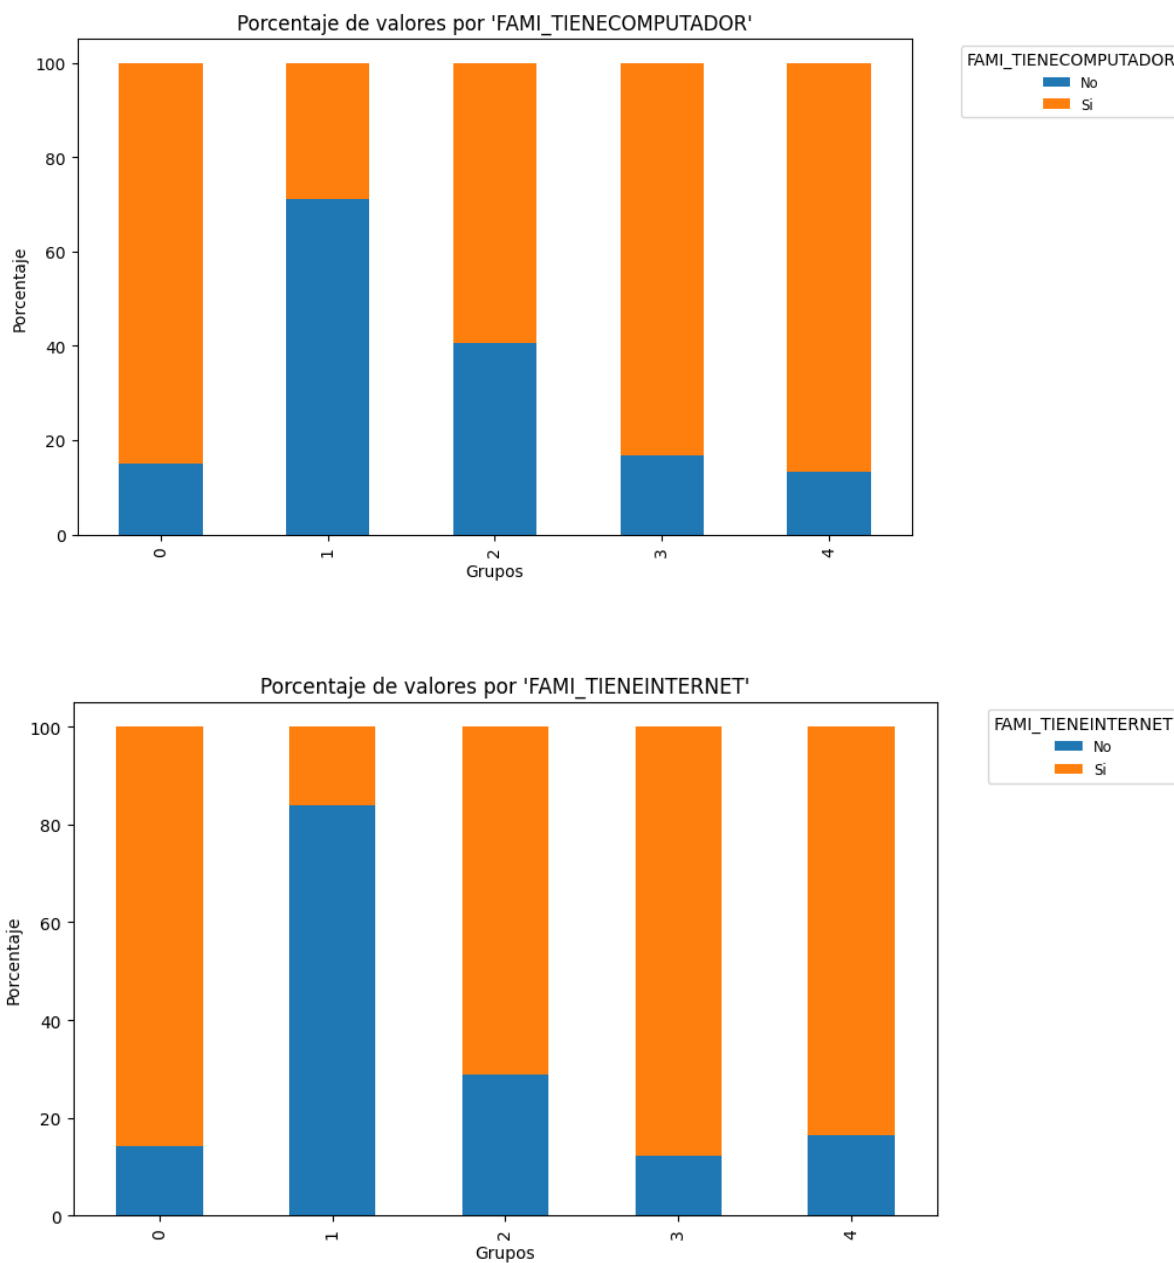 Porcentaje de valores por 'FAMI_TIENECOMPUTADOR'
FAMI_TIENECOMPUTADOR
No
Si
Porcentaje
100
80
60
40
20
0
0
1
2
3
4
Grupos
Porcentaje de valores por 'FAMI_TIENEINTERNET'
FAMI_TIENEINTERNET
No
Si
Porcentaje
100
80
60
40
20
0
0
1
2
3
4
Grupos